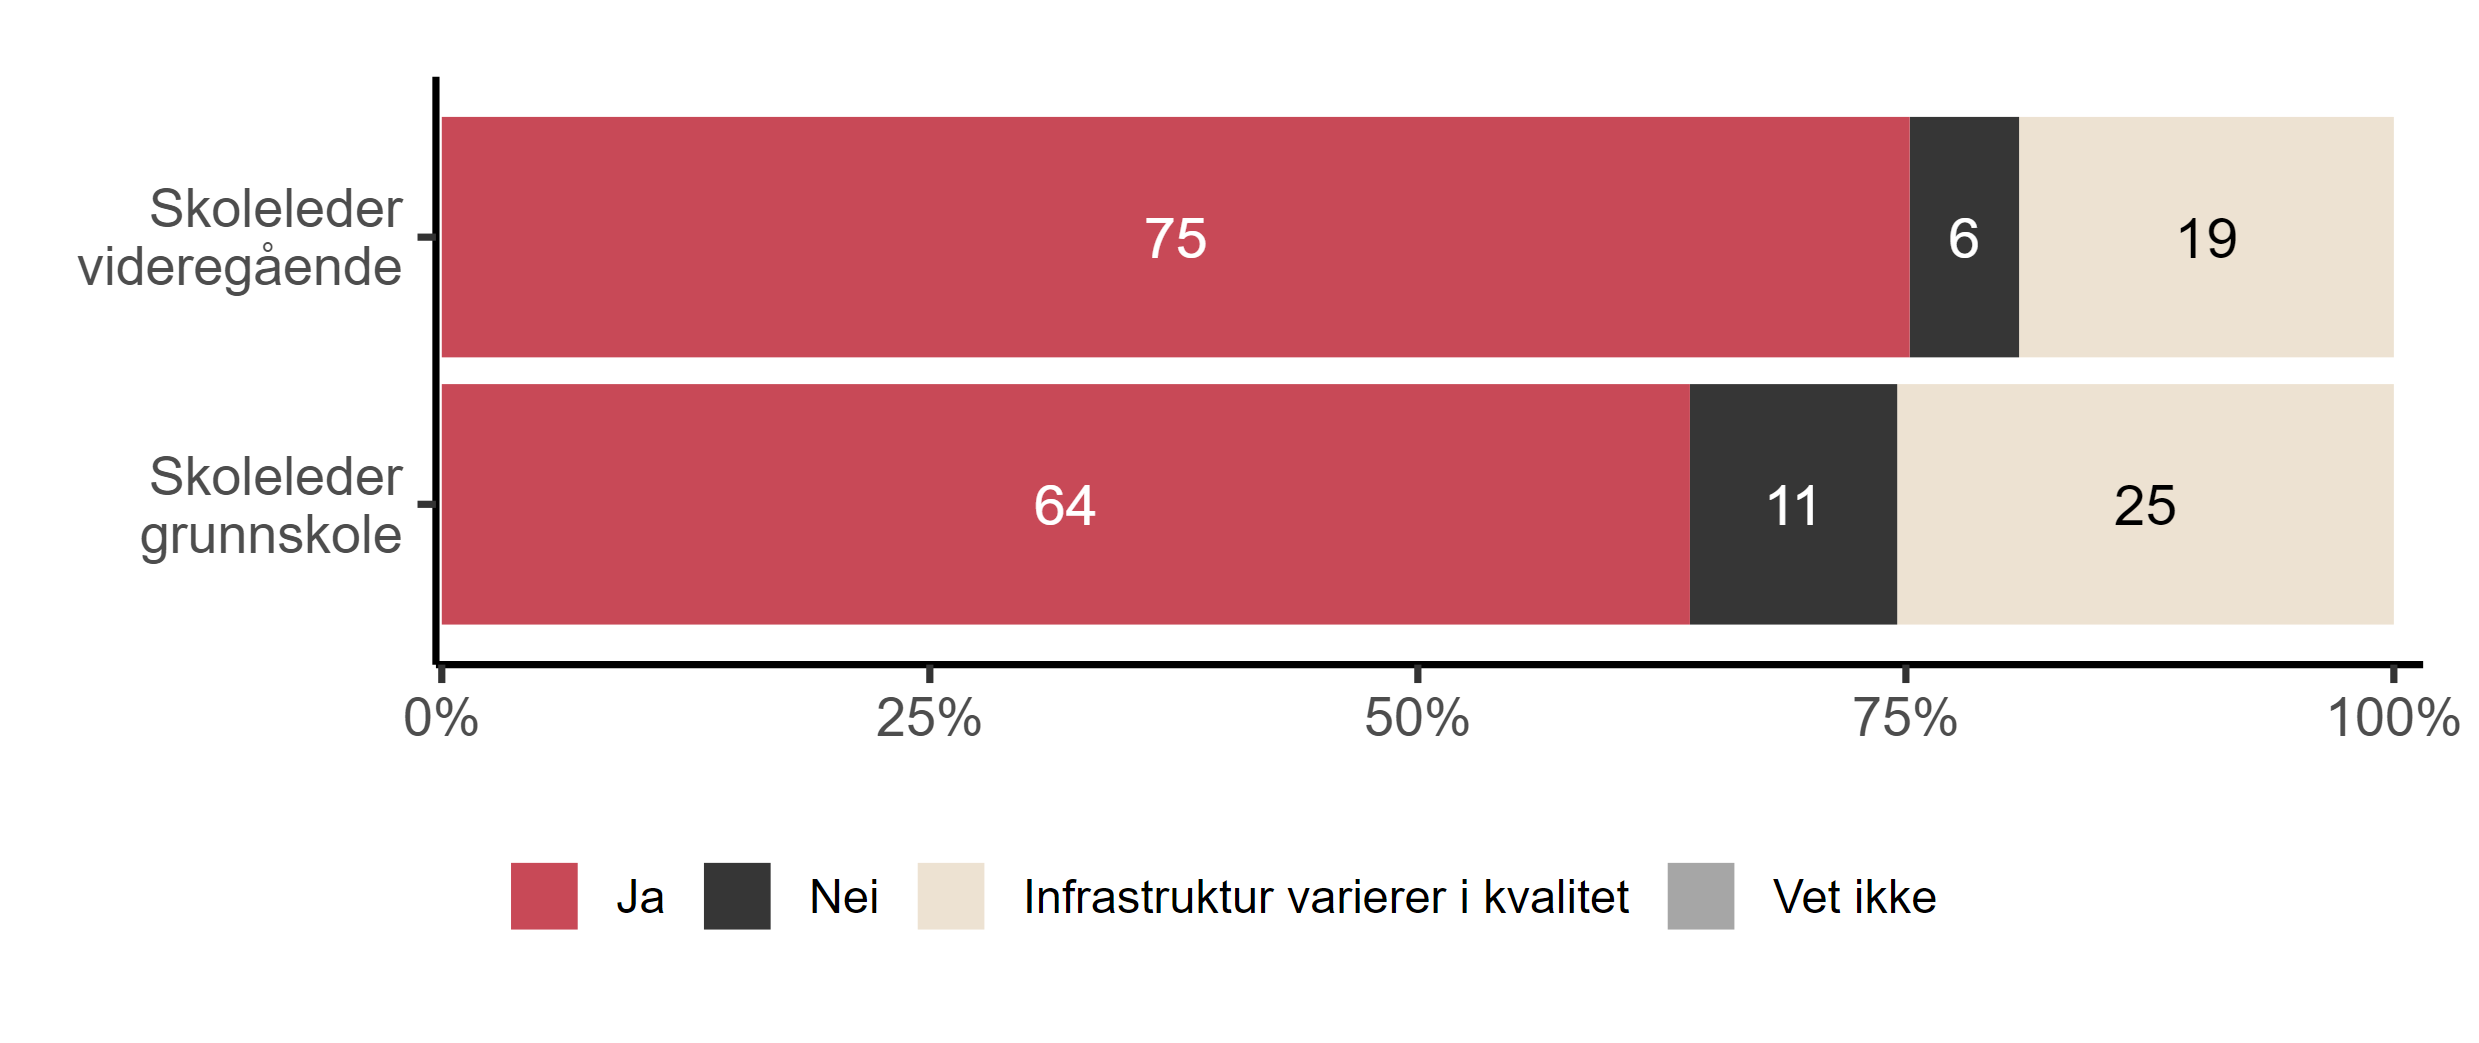 Skoleleder
videregående
75 6 19
Skoleleder
grunnskole
64 11 25
0% 25% 50% 75% 100%
Ja Nei Infrastruktur varierer i kvalitet Vet ikke